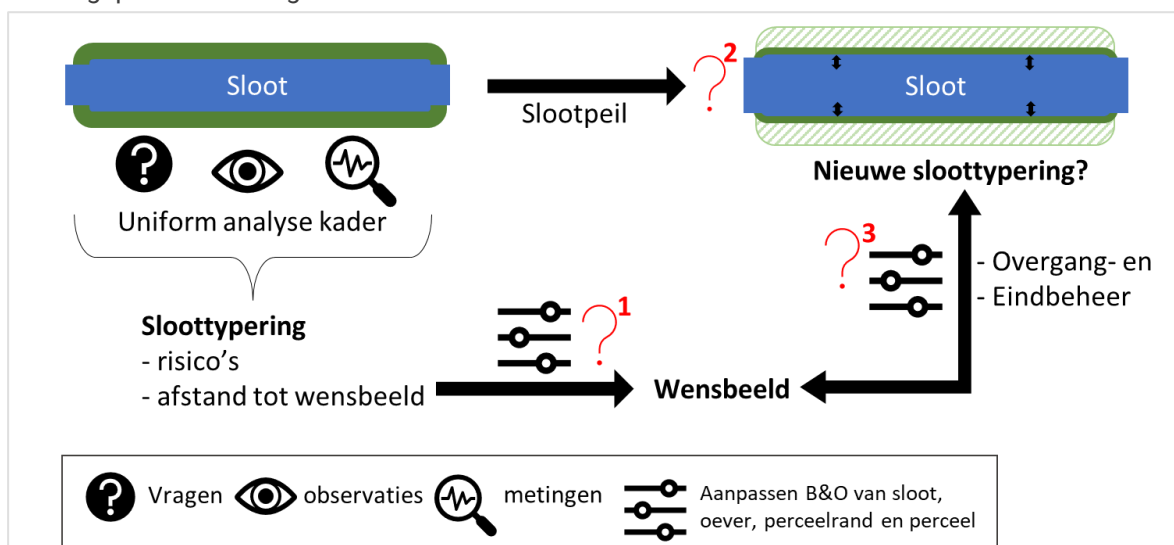 Sloot
Slootpeil
?2
Sloot
Nieuwe sloottypering?
Uniform analyse kader
?3
- Overgang- en
- Eindbeheer
Sloottypering
- risico's
- afstand tot wensbeeld
?1
Wensbeeld
? Vragen
observaties
metingen
Aanpassen B&O van sloot,
oever, perceelrand en perceel